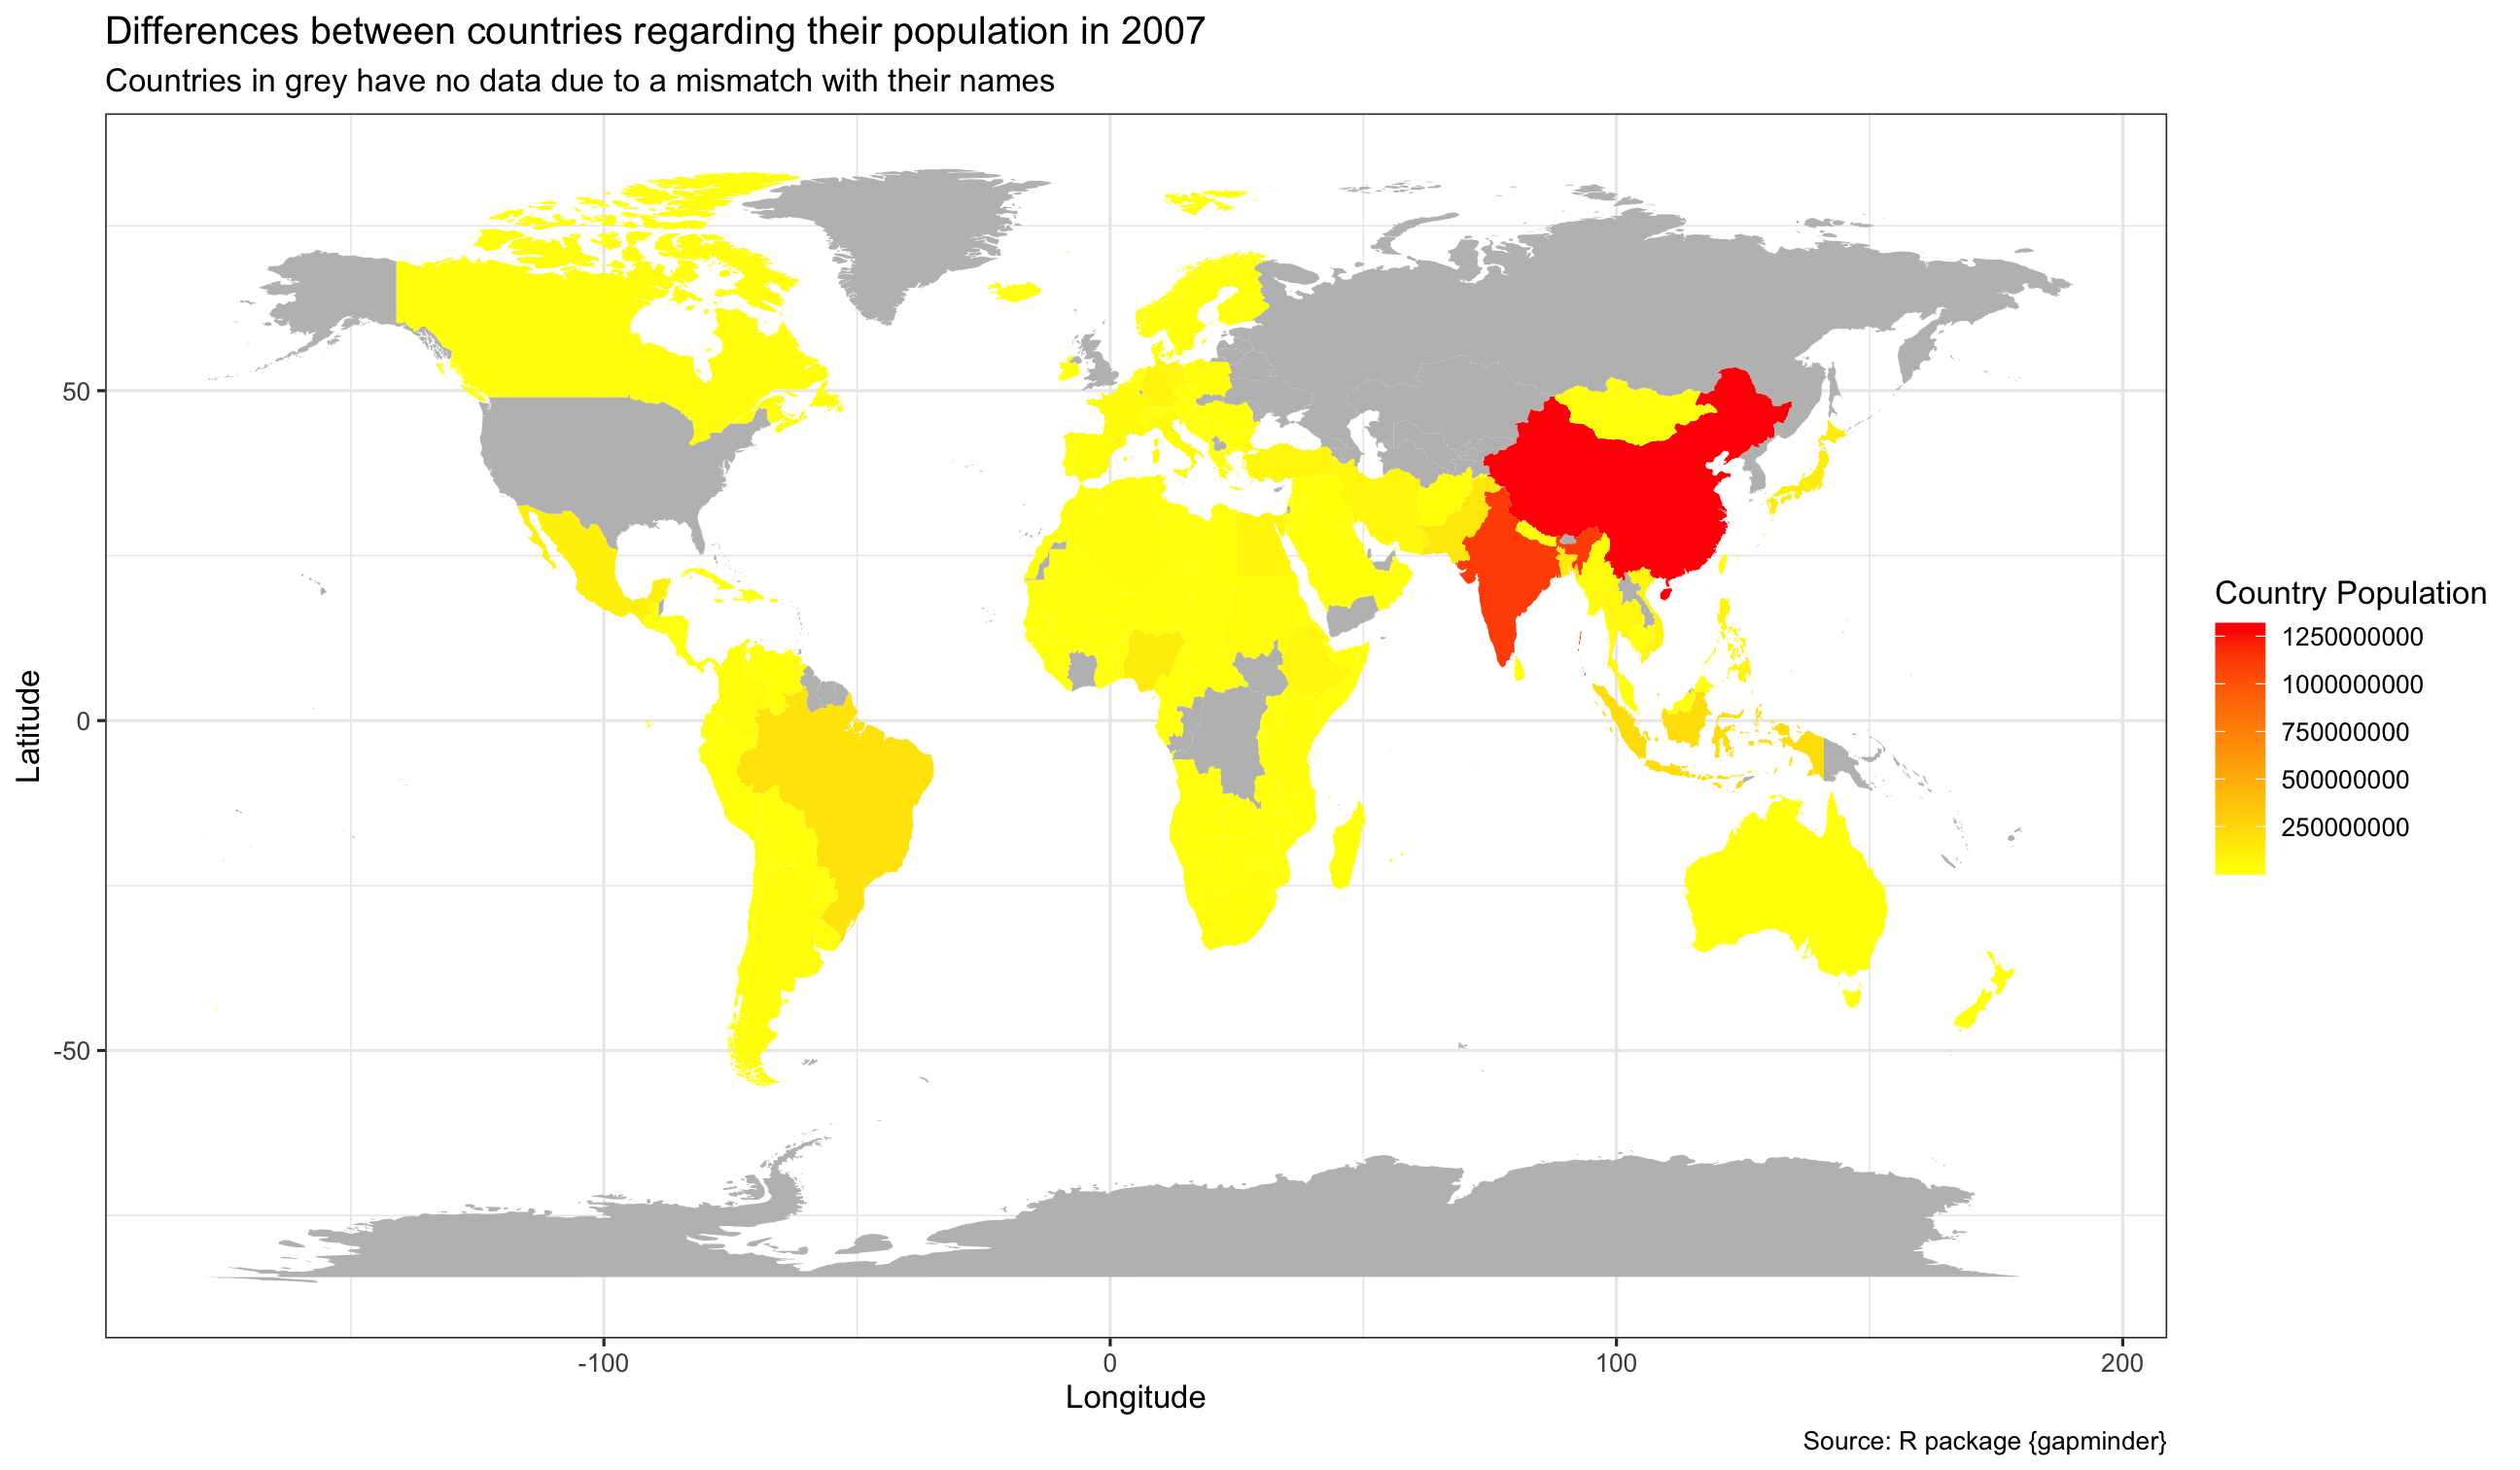 Differences between countries regarding their population in 2007
Countries in grey have no data due to a mismatch with their names
Latitude
50
0
-50
-100
0
100
200
Longitude
Country Population
1250000000
1000000000
750000000
500000000
250000000
Source: R package {gapminder}